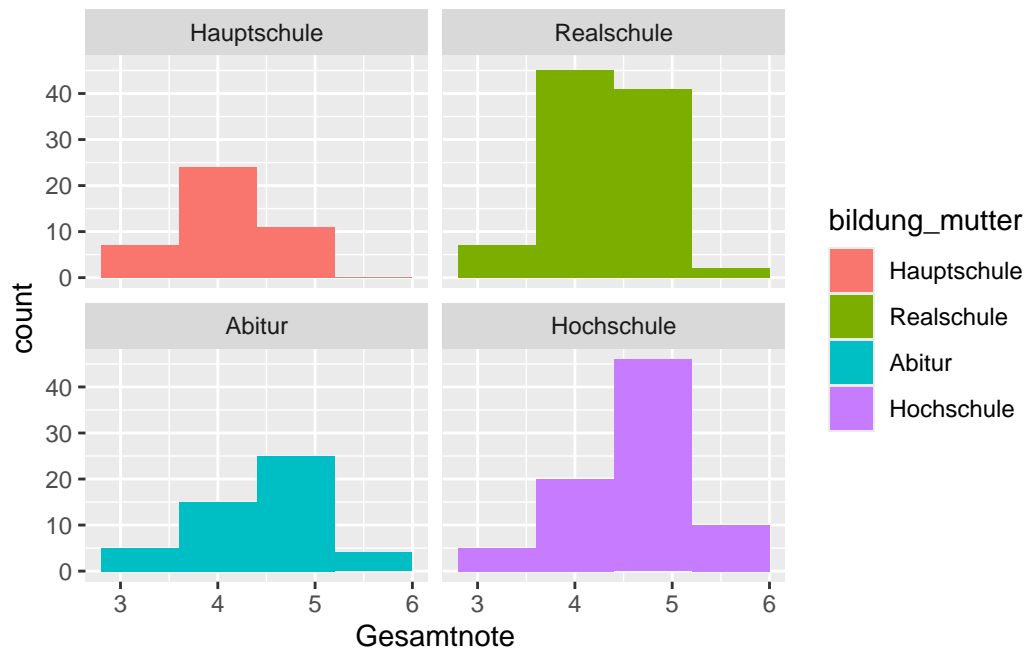 Hauptschule
Realschule
40
30
20
10
0
Abitur
Hochschule
40
30
20
10
0
3 4 5 6
3 4 5 6
Gesamtnote
count
bildung_mutter
Hauptschule
Realschule
Abitur
Hochschule